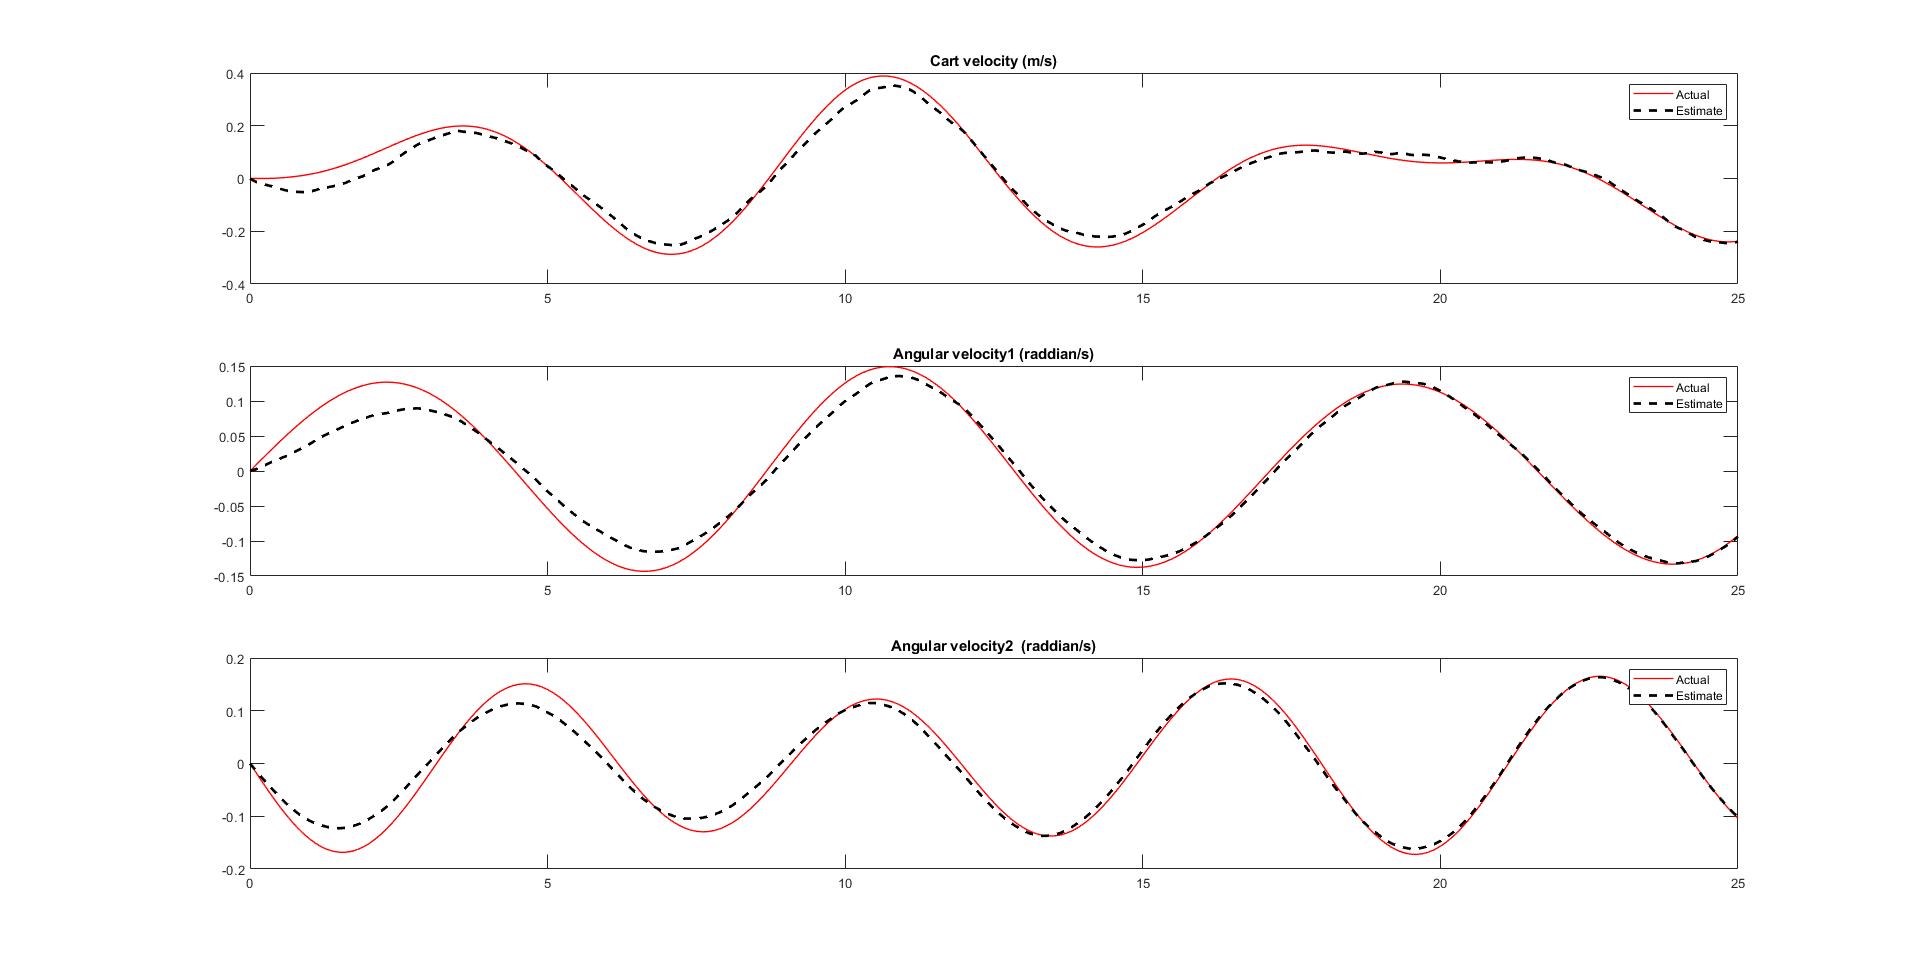 Cart velocity (m/s)
0.4
0.2
0
-0.2
-0.4
0 5 10 15 20 25
Actual
Estimate
Angular velocity1 (raddian/s)
0.15
0.1
0.05
0
-0.05
-0.1
-0.15
0 5 10 15 20 25
Actual
Estimate
Angular velocity2 (raddian/s)
0.2
0.1
0
-0.1
-0.2
0 5 10 15 20 25
Actual
Estimate